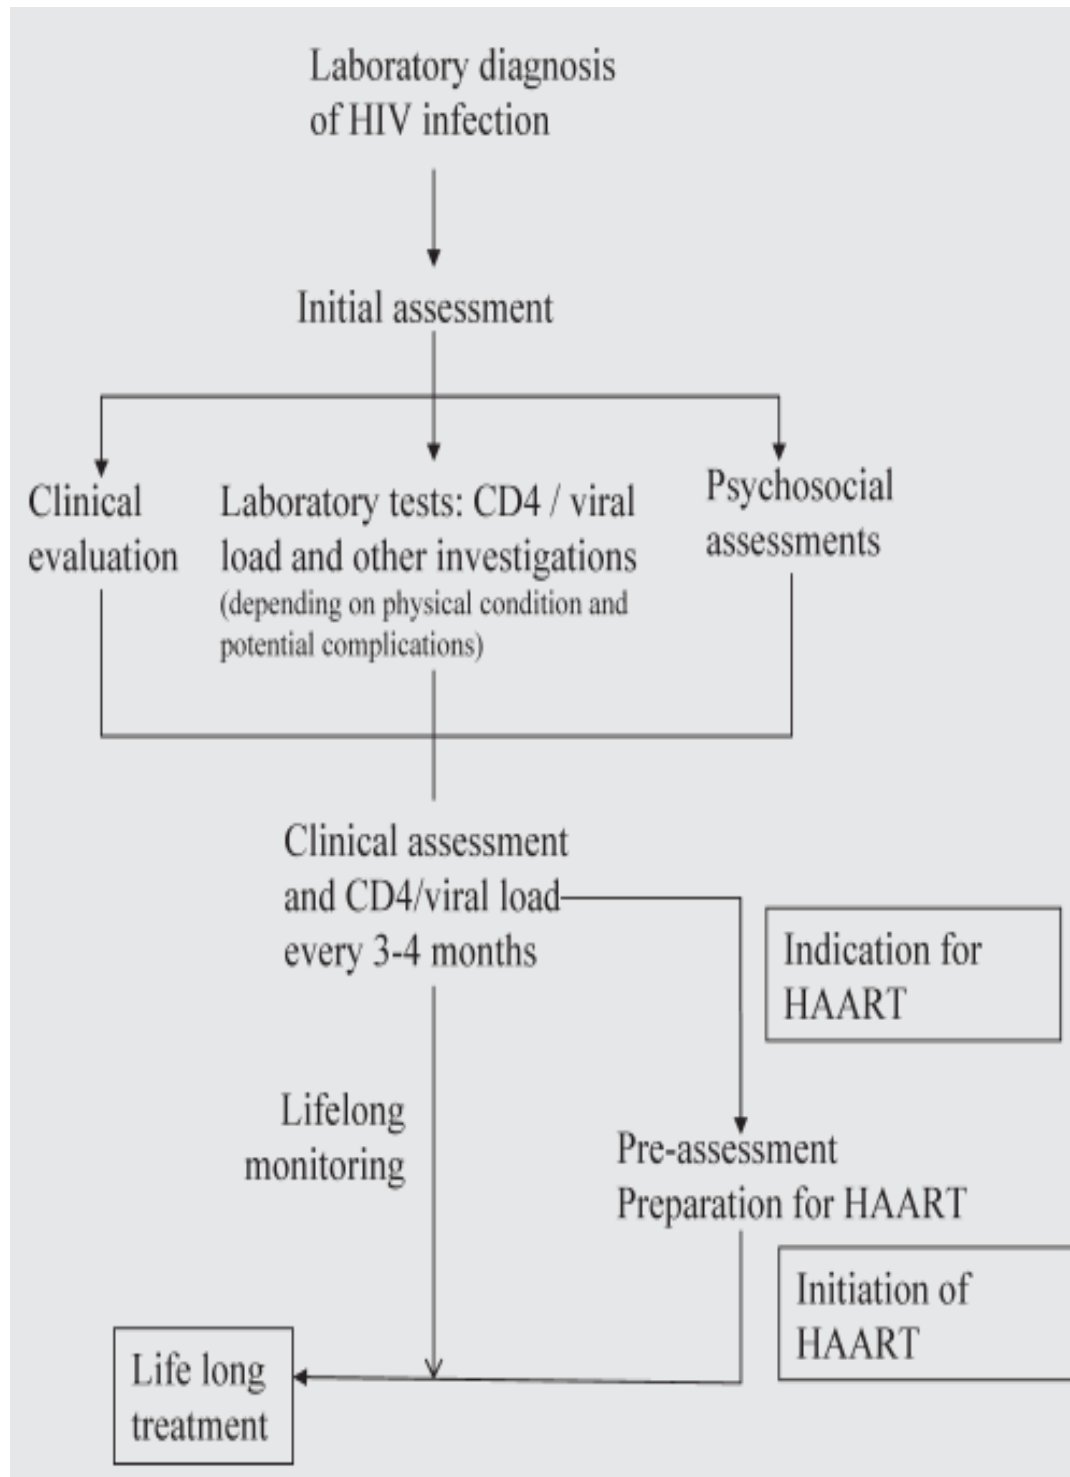 Laboratory diagnosis
of HIV infection
Initial assessment
Clinical
evaluation
Laboratory tests: CD4 / viral
load and other investigations
(depending on physical condition and
potential complications)
Psychosocial
assessments
Clinical assessment
and CD4/viral load
every 3-4 months
Indication for
HAART
Lifelong
monitoring
Pre-assessment
Preparation for HAART
Initiation of
HAART
Life long
treatment